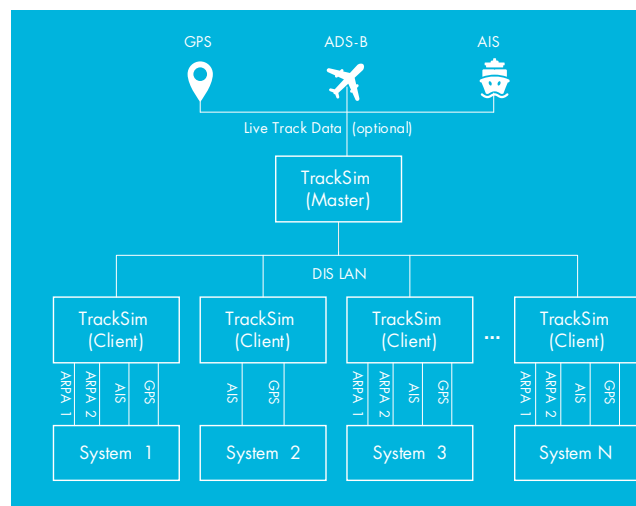 GPS ADS-B AIS
Live Track Data (optional)
TrackSim
(Master)
DIS LAN
TrackSim
(Client)
TrackSim
(Client)
TrackSim
(Client)
...
TrackSim
(Client)
ARPA 1
ARPA 2
AIS
GPS
AIS
GPS
ARPA 1
ARPA 2
AIS
GPS
ARPA 1
ARPA 2
AIS
GPS
System 1
System 2
System 3
System N